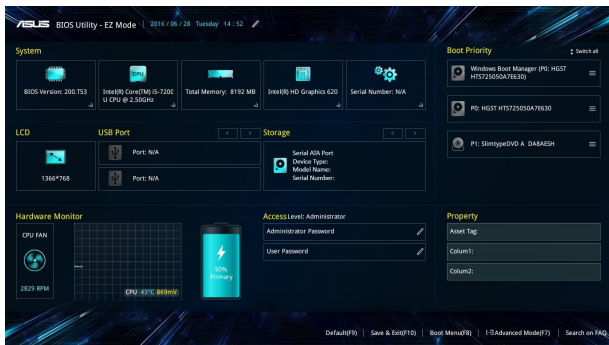 ASUS BIOS Utility - EZ Mode 2016 / 06 / 28 Tuesday 14 : 52
System
BIOS Version: 200.T53
CPU
Intel(R) Core(TM) i5-7200
U CPU @ 2.50GHz
Total Memory: 8192 MB
Intel(R) HD Graphics 620
Serial Number: N/A
Boot Priority
Switch all
Windows Boot Manager (P0: HGST
HTS725050A7E630)
P0: HGST HTS725050A7E630
P1: SlimtypeDVD A DA8AESH
LCD
1366*768
USB Port
Port: N/A
Port: N/A
Storage
Serial ATA Port
Device Type:
Model Name:
Serial Number:
Hardware Monitor
CPU FAN
2829 RPM
CPU 43°C 869mV
90%
Primary
Access Level: Administrator
Administrator Password
User Password
Property
Asset Tag:
Colum1:
Colum2:
Default(F9) Save & Exit(F10) Boot Menu(F8) Advanced Mode(F7) Search on FAQ